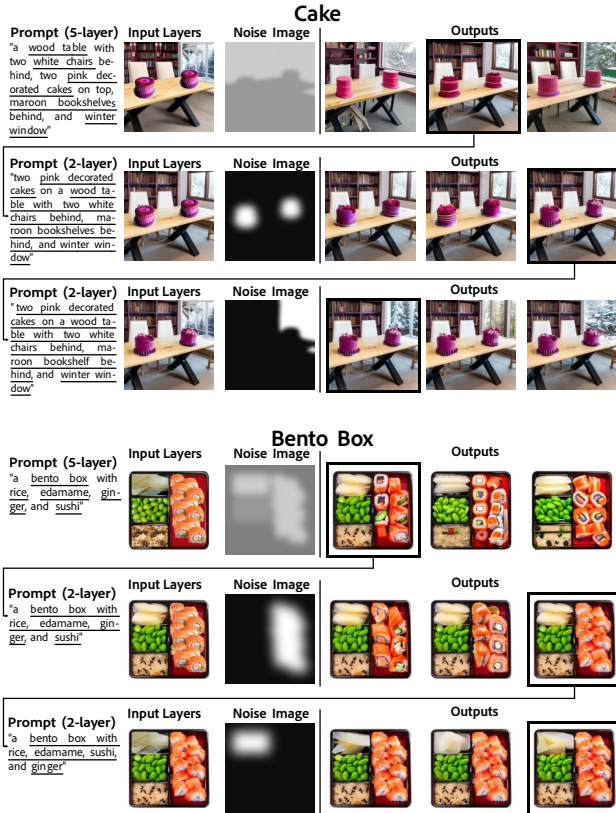 Cake
Prompt (5-layer)
Input Layers
Noise Image
Outputs
"a wood table with
two white chairs be-
hind, two pink dec-
orated cakes on top,
maroon bookshelves
behind, and winter
window"
Prompt (2-layer)
Input Layers
Noise Image
Outputs
"two pink decorated
cakes on a wood ta-
ble with two white
chairs behind, ma-
roon bookshelves be-
hind, and winter win-
dow"
Prompt (2-layer)
Input Layers
Noise Image
Outputs
"two pink decorated
cakes on a wood ta-
ble with two white
chairs behind, ma-
roon bookshelf be-
hind, and winter win-
dow"
Bento Box
Prompt (5-layer)
Input Layers
Noise Image
Outputs
"a bento box with
rice, edamame, gin-
ger, and sushi"
Prompt (2-layer)
Input Layers
Noise Image
Outputs
"a bento box with
rice, edamame, gin-
ger, and sushi"
Prompt (2-layer)
Input Layers
Noise Image
Outputs
"a bento box with
rice, edamame, sushi,
and ginger"